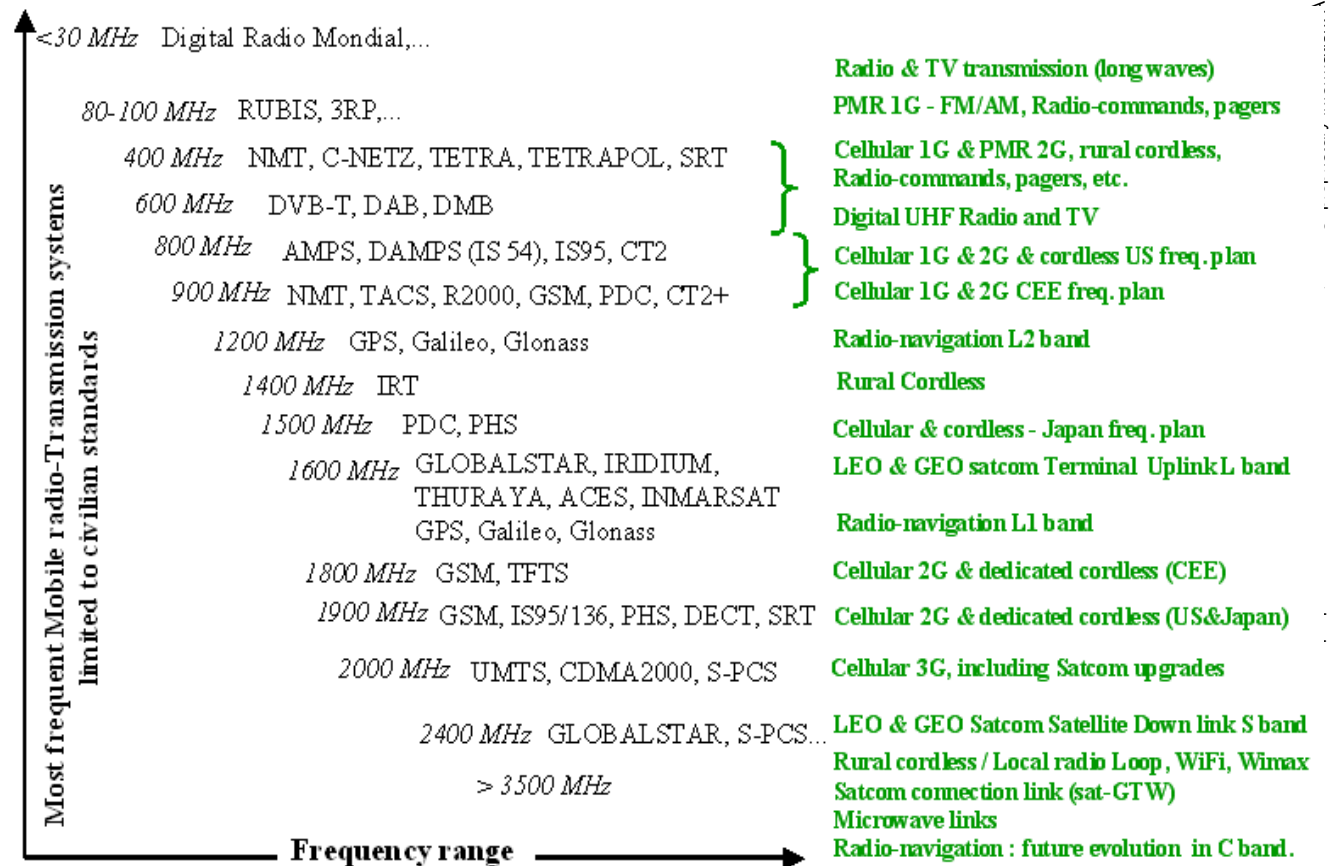 <30 MHz Digital Radio Mondial,...
Radio & TV transmission (long waves)
80-100 MHz RUBIS, 3RP,...
PMR 1G - FM/AM, Radio-commands, pagers
400 MHz NMT, C-NETZ, TETRA, TETRAPOL, SRT
Cellular 1G & PMR 2G, rural cordless,
Radio-commands, pagers, etc.
600 MHz DVB-T, DAB, DMB
Digital UHF Radio and TV
800 MHz AMPS, DAMPS (IS 54), IS95, CT2
Cellular 1G & 2G & cordless US freq. plan
900 MHz NMT, TACS, R2000, GSM, PDC, CT2+
Cellular 1G & 2G CEE freq. plan
1200 MHz GPS, Galileo, Glonass
Radio-navigation L2 band
1400 MHz IRT
Rural Cordless
1500 MHz PDC, PHS
Cellular & cordless - Japan freq. plan
1600 MHz GLOBALSTAR, IRIDIUM,
THURAYA, ACES, INMARSAT
LEO & GEO satcom Terminal Uplink L band
GPS, Galileo, Glonass
Radio-navigation L1 band
1800 MHz GSM, TFTS
Cellular 2G & dedicated cordless (CEE)
1900 MHz GSM, IS95/136, PHS, DECT, SRT
Cellular 2G & dedicated cordless (US&Japan)
2000 MHz UMTS, CDMA2000, S-PCS
Cellular 3G, including Satcom upgrades
2400 MHz GLOBALSTAR, S-PCS...
LEO & GEO Satcom Satellite Down link S band
> 3500 MHz
Rural cordless / Local radio Loop, WiFi, Wimax
Satcom connection link (sat-GTW)
Microwave links
Radio-navigation : future evolution in C band.
Most frequent Mobile radio-Transmission systems
limited to civilian standards
Frequency range